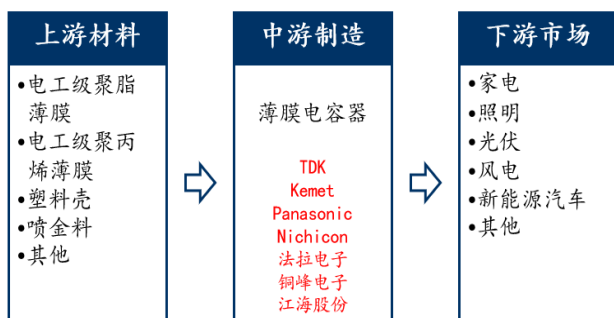 上游材料
•电工级聚脂
薄膜
•电工级聚丙
烯薄膜
•塑料壳
•喷金料
•其他
中游制造
薄膜电容器
TDK
Kemet
Panasonic
Nichicon
法拉电子
铜峰电子
江海股份
下游市场
•家电
•照明
•光伏
•风电
•新能源汽车
•其他